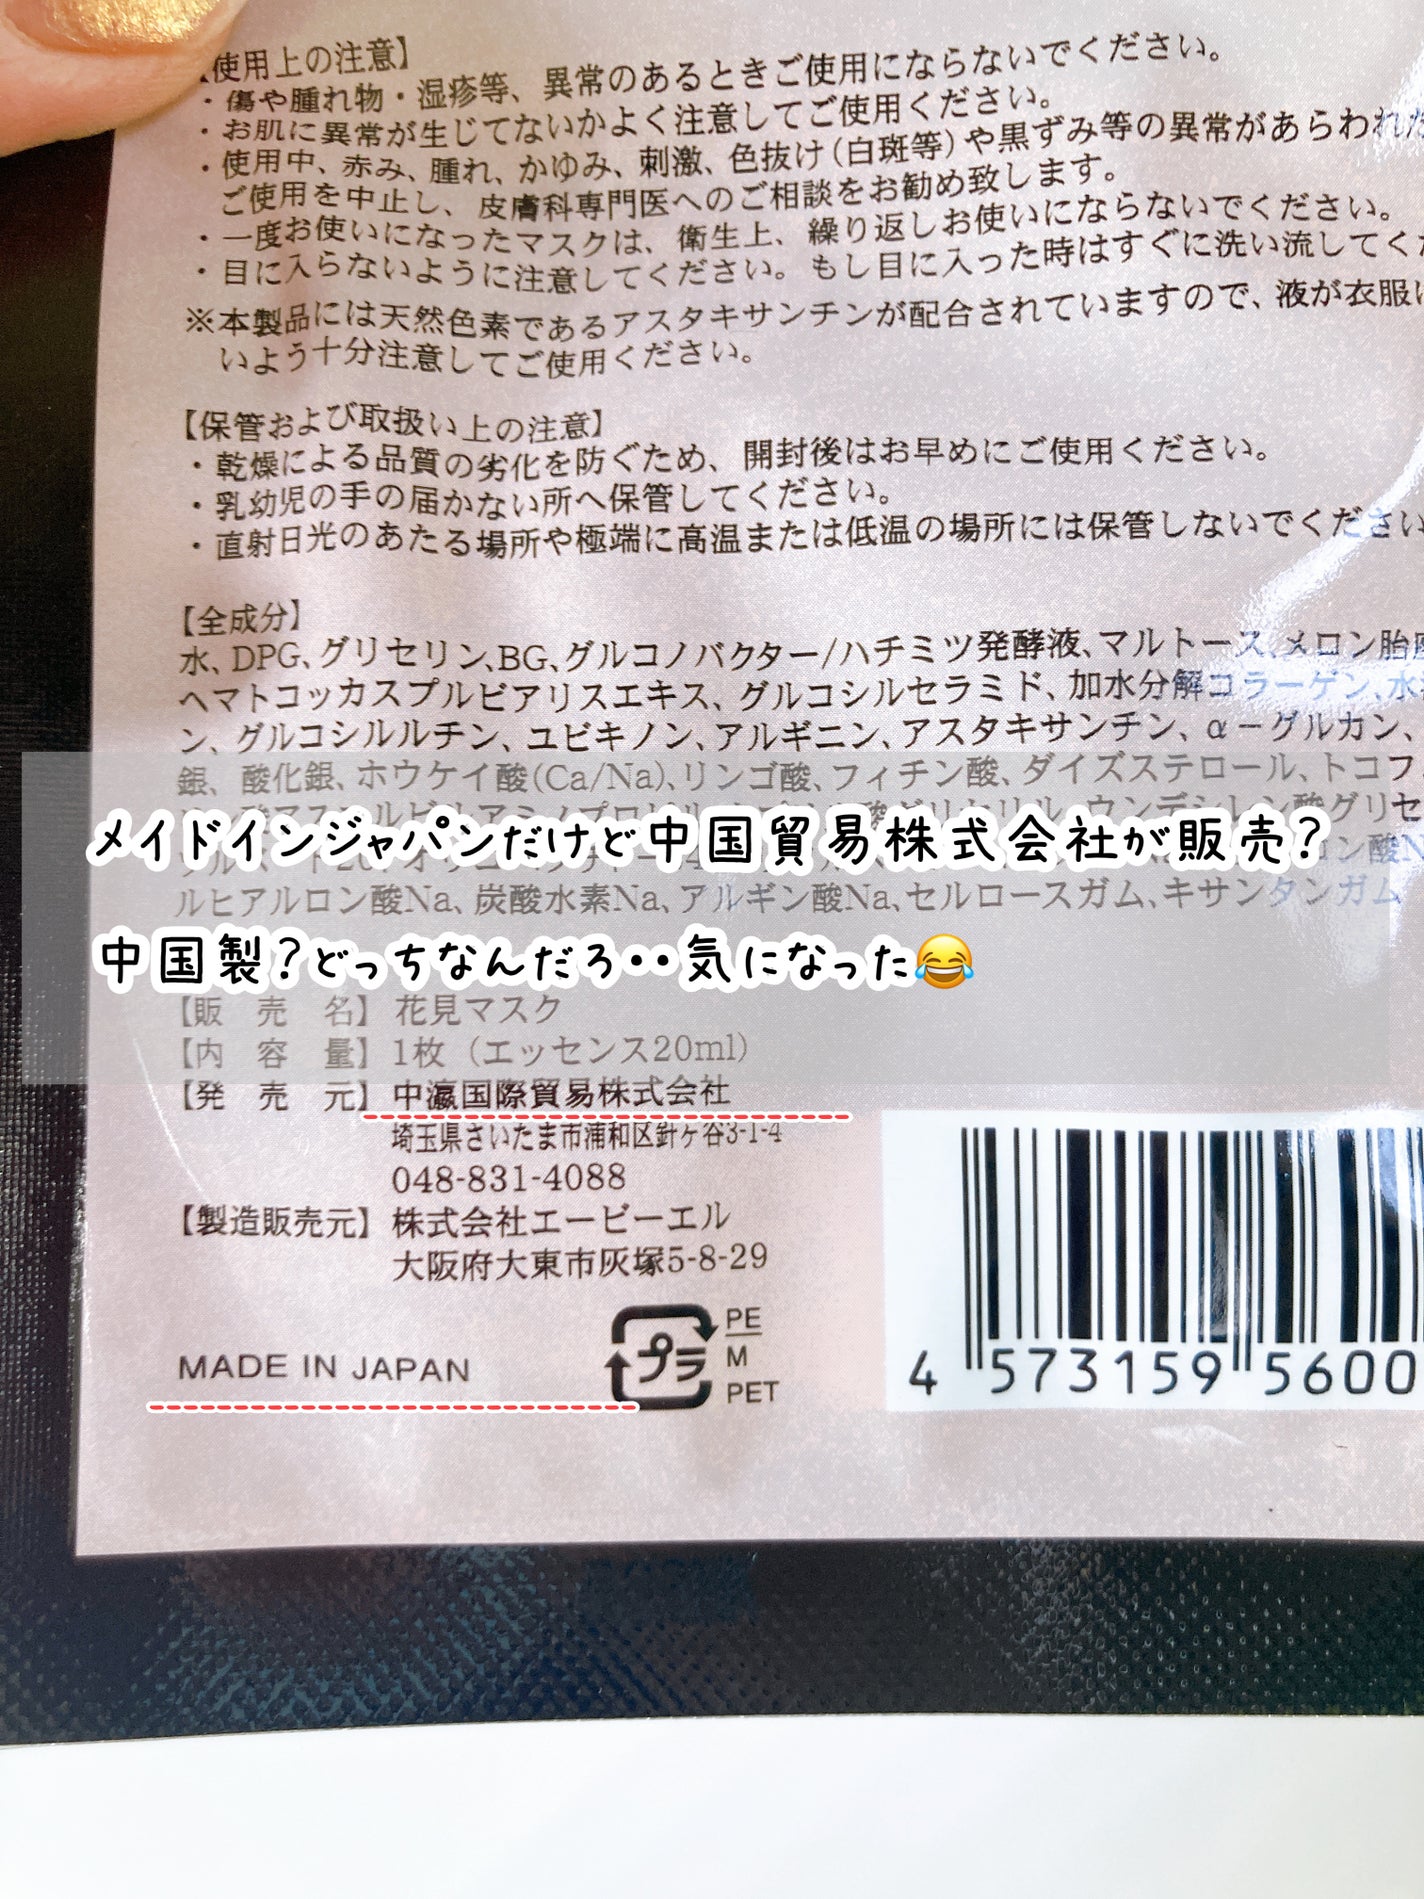 【使用上の注意】
・傷や腫れ物・湿疹等、異常のあるときご使用にならないでください。
・お肌に異常が生じてないかよく注意してご使用ください。
・使用中、赤み、腫れ、かゆみ、刺激、色抜け(白斑等)や黒ずみ等の異常があらわれた
ご使用を中止し、皮膚科専門医へのご相談をお勧め致します。
・一度お使いになったマスクは、衛生上、繰り返しお使いにならないでください。
・目に入らないように注意してください。もし目に入った時はすぐに洗い流してくだ
※本製品には天然色素であるアスタキサンチンが配合されていますので、液が衣服に
いよう十分注意してご使用ください。
【保管および取扱い上の注意】
・乾燥による品質の劣化を防ぐため、開封後はお早めにご使用ください。
・乳幼児の手の届かない所へ保管してください。
・直射日光のあたる場所や極端に高温または低温の場所には保管しないでください
【全成分】
水、DPG、グリセリン、BG、グルコノバクター/ハチミツ発酵液、マルトース、メロン胎座
ヘマトコッカスプルビアリスエキス、グルコシルセラミド、加水分解コラーゲン、水
ン、グルコシルルチン、ユビキノン、アルギニン、アスタキサンチン、α-グルカン、
銀、酸化銀、ホウケイ酸(Ca/Na)、リンゴ酸、フィチン酸、ダイズステロール、トコフェ
メイドインジャパンだけど中国貿易株式会社が販売?
ルヒアルロン酸Na、炭酸水素Na、アルギン酸Na、セルロースガム、キサンタンガム
中国製?どっちなんだろ・・気になった😂
【販売名】花見マスク
【内容量】1枚(エッセンス20ml)
【発売元】中瀛国際貿易株式会社
埼玉県さいたま市浦和区針ヶ谷3-1-4
048-831-4088
【製造販売元】株式会社エービーエル
大阪府大東市灰塚5-8-29
MADE IN JAPAN
プラ
PE
M
PET
4 573159 5600